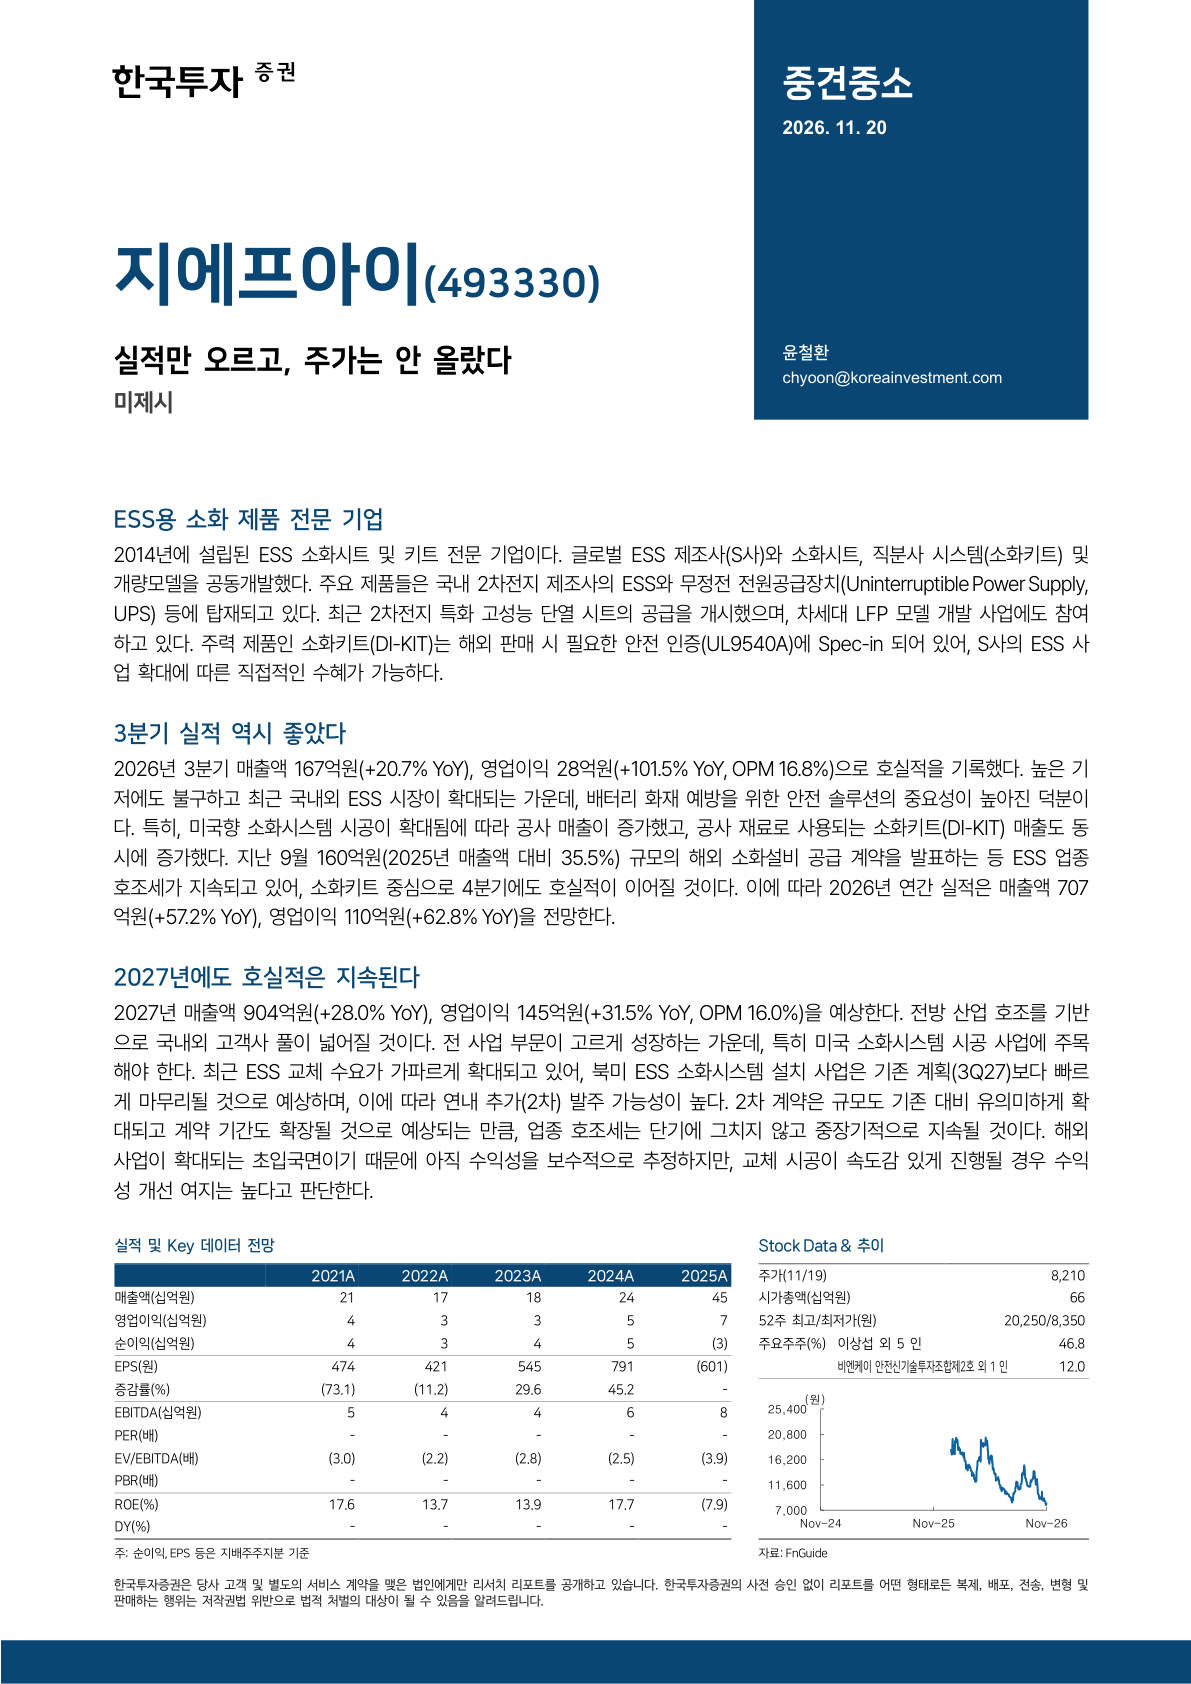 한국투자 증권
중견중소
2026. 11. 20
지에프아이(493330)
실적만 오르고, 주가는 안 올랐다
미제시
윤철환
chyoon@koreainvestment.com
ESS용 소화 제품 전문 기업
2014년에 설립된 ESS 소화시트 및 키트 전문 기업이다. 글로벌 ESS 제조사(S사)와 소화시트, 직분사 시스템(소화키트) 및
개량모델을 공동개발했다. 주요 제품들은 국내 2차전지 제조사의 ESS와 무정전 전원공급장치(Uninterruptible Power Supply,
UPS) 등에 탑재되고 있다. 최근 2차전지 특화 고성능 단열 시트의 공급을 개시했으며, 차세대 LFP 모델 개발 사업에도 참여
하고 있다. 주력 제품인 소화키트(DI-KIT)는 해외 판매 시 필요한 안전 인증(UL9540A)에 Spec-in 되어 있어, S사의 ESS 사
업 확대에 따른 직접적인 수혜가 가능하다.
3분기 실적 역시 좋았다
2026년 3분기 매출액 167억원(+20.7% YoY), 영업이익 28억원(+101.5% YoY, OPM 16.8%)으로 호실적을 기록했다. 높은 기
저에도 불구하고 최근 국내외 ESS 시장이 확대되는 가운데, 배터리 화재 예방을 위한 안전 솔루션의 중요성이 높아진 덕분이
다. 특히, 미국향 소화시스템 시공이 확대됨에 따라 공사 매출이 증가했고, 공사 재료로 사용되는 소화키트(DI-KIT) 매출도 동
시에 증가했다. 지난 9월 160억원(2025년 매출액 대비 35.5%) 규모의 해외 소화설비 공급 계약을 발표하는 등 ESS 업종
호조세가 지속되고 있어, 소화키트 중심으로 4분기에도 호실적이 이어질 것이다. 이에 따라 2026년 연간 실적은 매출액 707
억원(+57.2% YoY), 영업이익 110억원(+62.8% YoY)을 전망한다.
2027년에도 호실적은 지속된다
2027년 매출액 904억원(+28.0% YoY), 영업이익 145억원(+31.5% YoY, OPM 16.0%)을 예상한다. 전방 산업 호조를 기반
으로 국내외 고객사 풀이 넓어질 것이다. 전 사업 부문이 고르게 성장하는 가운데, 특히 미국 소화시스템 시공 사업에 주목
해야 한다. 최근 ESS 교체 수요가 가파르게 확대되고 있어, 북미 ESS 소화시스템 설치 사업은 기존 계획(3Q27)보다 빠르
게 마무리될 것으로 예상하며, 이에 따라 연내 추가(2차) 발주 가능성이 높다. 2차 계약은 규모도 기존 대비 유의미하게 확
대되고 계약 기간도 확장될 것으로 예상되는 만큼, 업종 호조세는 단기에 그치지 않고 중장기적으로 지속될 것이다. 해외
사업이 확대되는 초입국면이기 때문에 아직 수익성을 보수적으로 추정하지만, 교체 시공이 속도감 있게 진행될 경우 수익
성 개선 여지는 높다고 판단한다.
실적 및 Key 데이터 전망
2021A 2022A 2023A 2024A 2025A
매출액(십억원) 21 17 18 24 45
영업이익(십억원) 4 3 3 5 7
순이익(십억원) 4 3 4 5 (3)
EPS(원) 474 421 545 791 (601)
증감률(%) (73.1) (11.2) 29.6 45.2 -
EBITDA(십억원) 5 4 4 6 8
PER(배) - - - - -
EV/EBITDA(배) (3.0) (2.2) (2.8) (2.5) (3.9)
PBR(배) - - - - -
ROE(%) 17.6 13.7 13.9 17.7 (7.9)
DY(%) - - - - -
주: 순이익, EPS 등은 지배주주지분 기준
Stock Data & 추이
주가(11/19) 8,210
시가총액(십억원) 66
52주 최고/최저가(원) 20,250/8,350
주요주주(%) 이상섭 외 5 인 46.8
비엔케이 안전신기술투자조합제2호 외 1 인 12.0
(원)
25,400
20,800
16,200
11,600
7,000
Nov-24 Nov-25 Nov-26
자료: FnGuide
한국투자증권은 당사 고객 및 별도의 서비스 계약을 맺은 법인에게만 리서치 리포트를 공개하고 있습니다. 한국투자증권의 사전 승인 없이 리포트를 어떤 형태로든 복제, 배포, 전송, 변형 및
판매하는 행위는 저작권법 위반으로 법적 처벌의 대상이 될 수 있음을 알려드립니다.